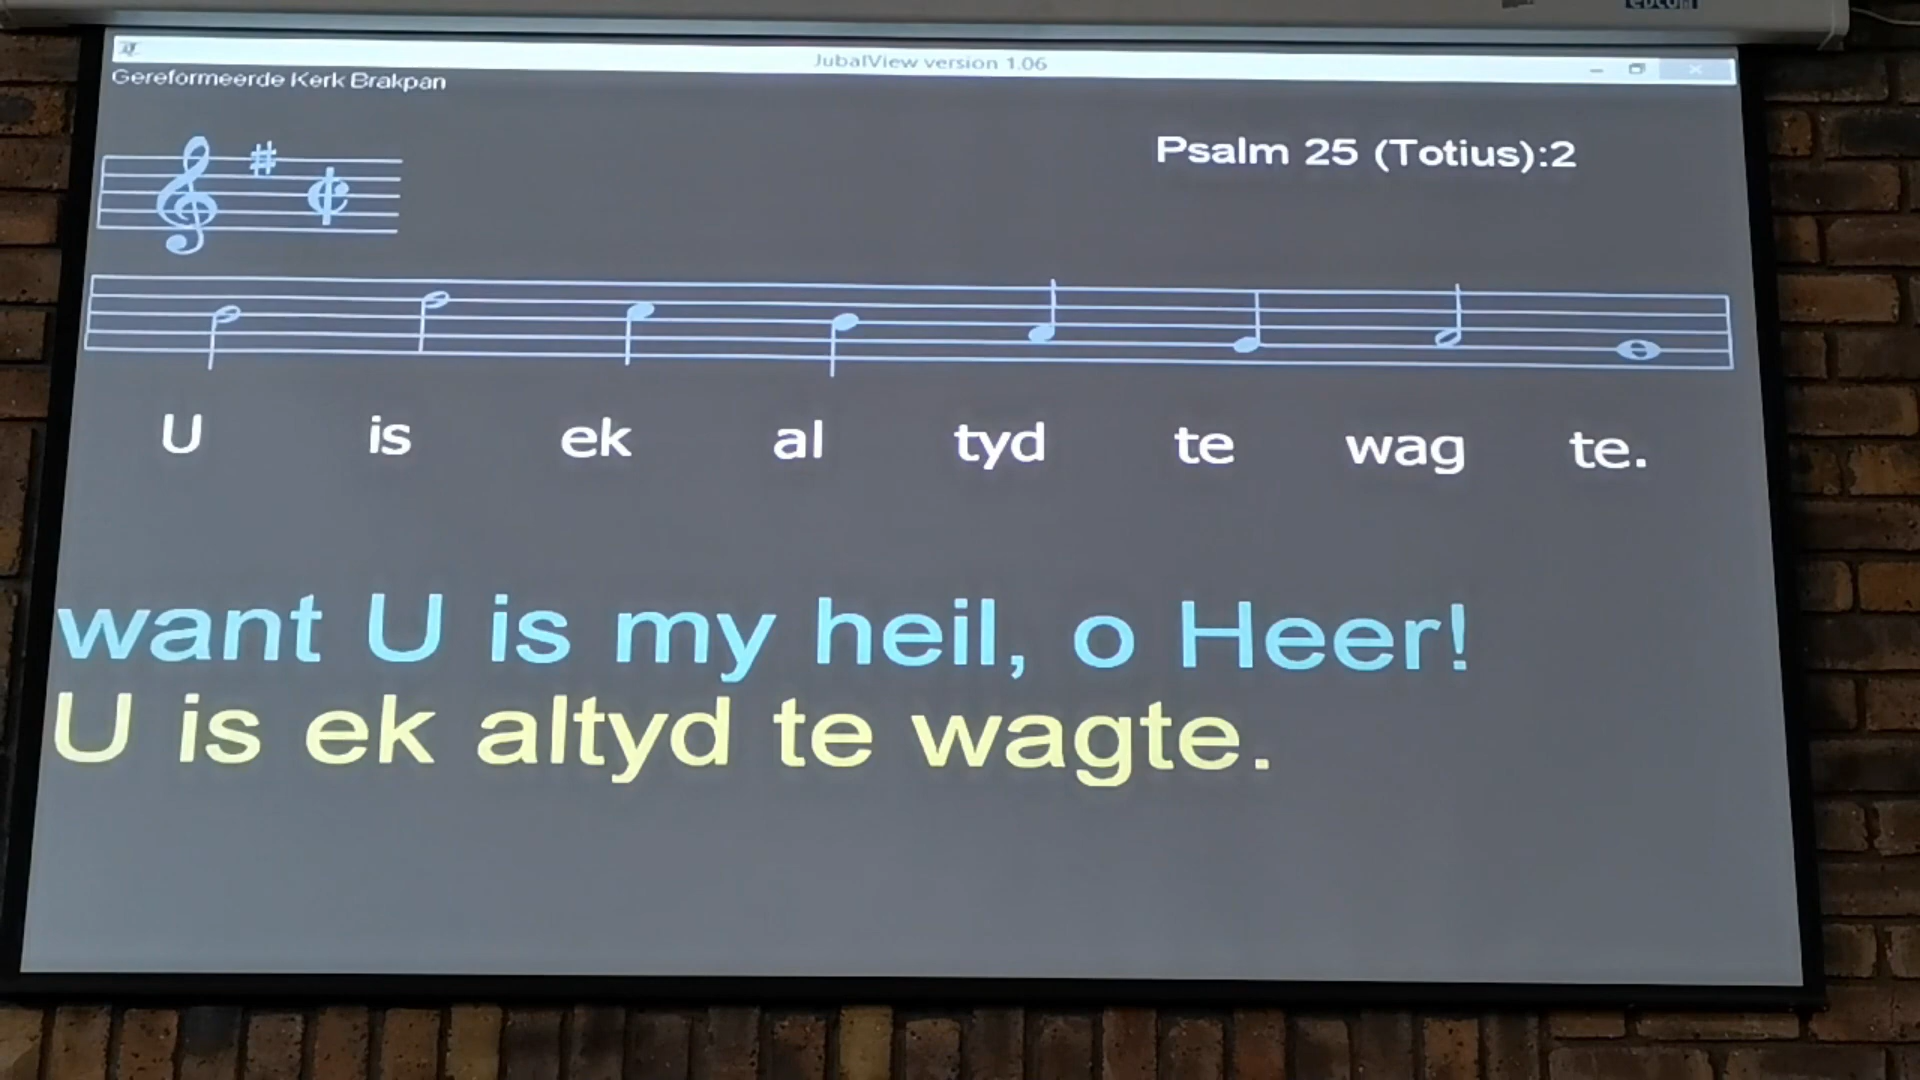 JubalView version 1.06
Gereformeerde Kerk Brakpan
Psalm 25 (Totius):2
U is ek al tyd te wag te.
want U is my heil, o Heer!
U is ek altyd te wagte.